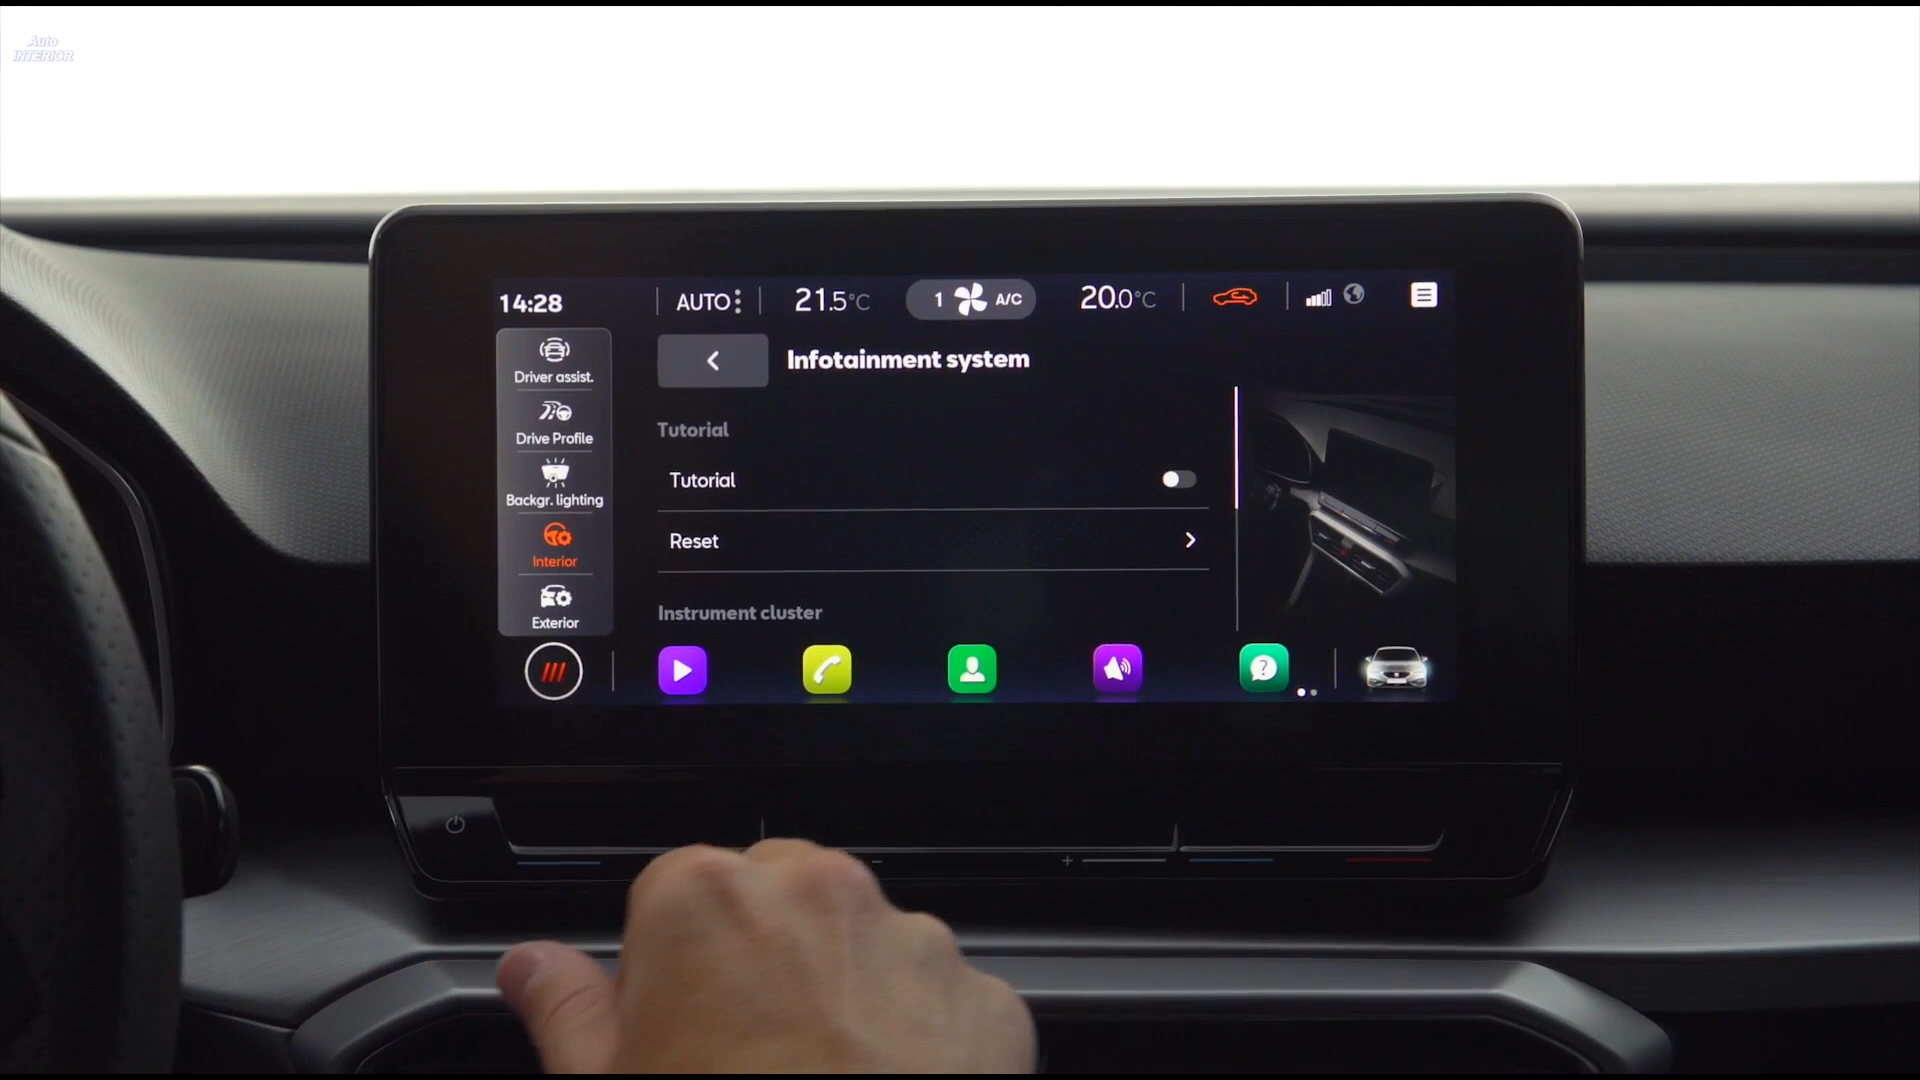 Auto
INTERIOR
14:28
AUTO
21.5°C
1
A/C
20.0°C
Driver assist.
Drive Profile
Backgr. lighting
Interior
Exterior
Infotainment system
Tutorial
Tutorial
Reset
Instrument cluster
?
- +